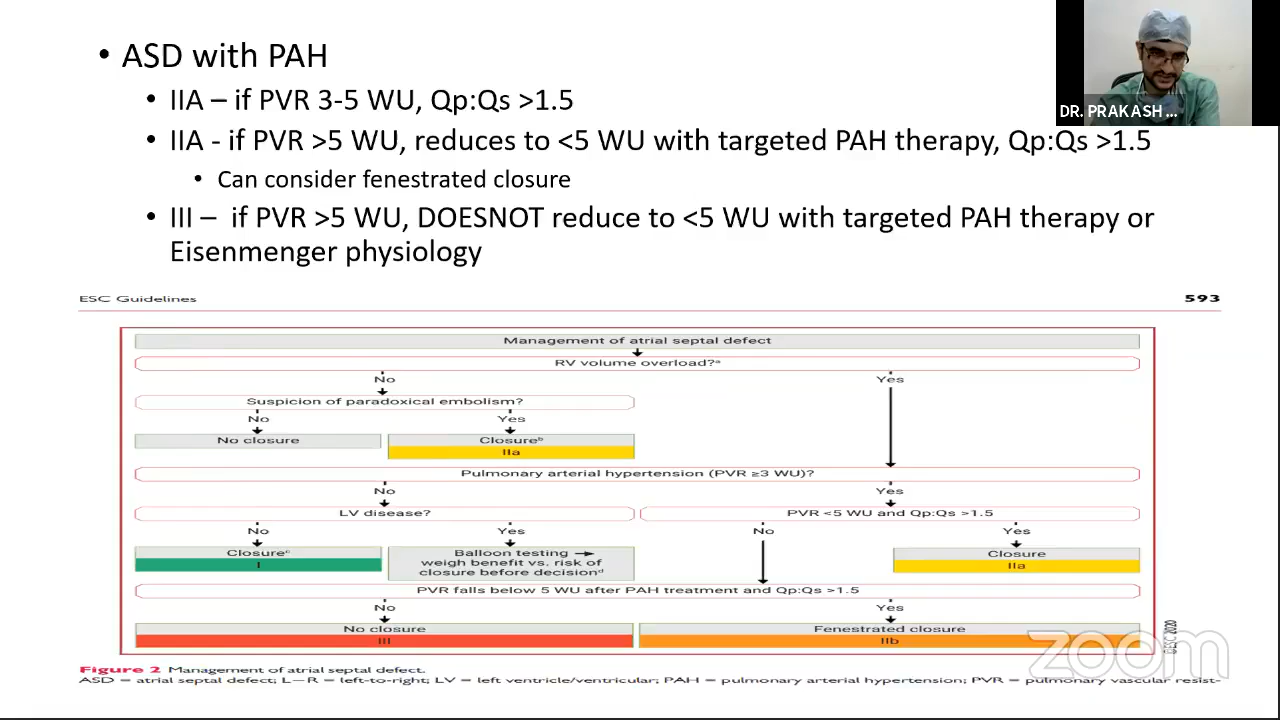 • ASD with PAH
• IIA – if PVR 3-5 WU, Qp:Qs >1.5
• IIA - if PVR >5 WU, reduces to <5 WU with targeted PAH therapy, Qp:Qs >1.5
• Can consider fenestrated closure
• III – if PVR >5 WU, DOESNOT reduce to <5 WU with targeted PAH therapy or
Eisenmenger physiology
DR. PRAKASH ...
ESC Guidelines 593
Management of atrial septal defect
RV volume overload?ᵃ
No Yes
Suspicion of paradoxical embolism?
No Yes
No closure Closureᵇ
IIa
Pulmonary arterial hypertension (PVR ≥3 WU)?
No Yes
LV disease? PVR <5 WU and Qp:Qs >1.5
No Yes No Yes
Closureᶜ
I
Balloon testing →
weigh benefit vs. risk of
closure before decisionᵈ
Closure
IIa
PVR falls below 5 WU after PAH treatment and Qp:Qs >1.5
No Yes
No closure Fenestrated closure
III IIb
©ESC 2020
zoom
Figure 2 Management of atrial septal defect.
ASD = atrial septal defect; L–R = left-to-right; LV = left ventricle/ventricular; PAH = pulmonary arterial hypertension; PVR = pulmonary vascular resist-